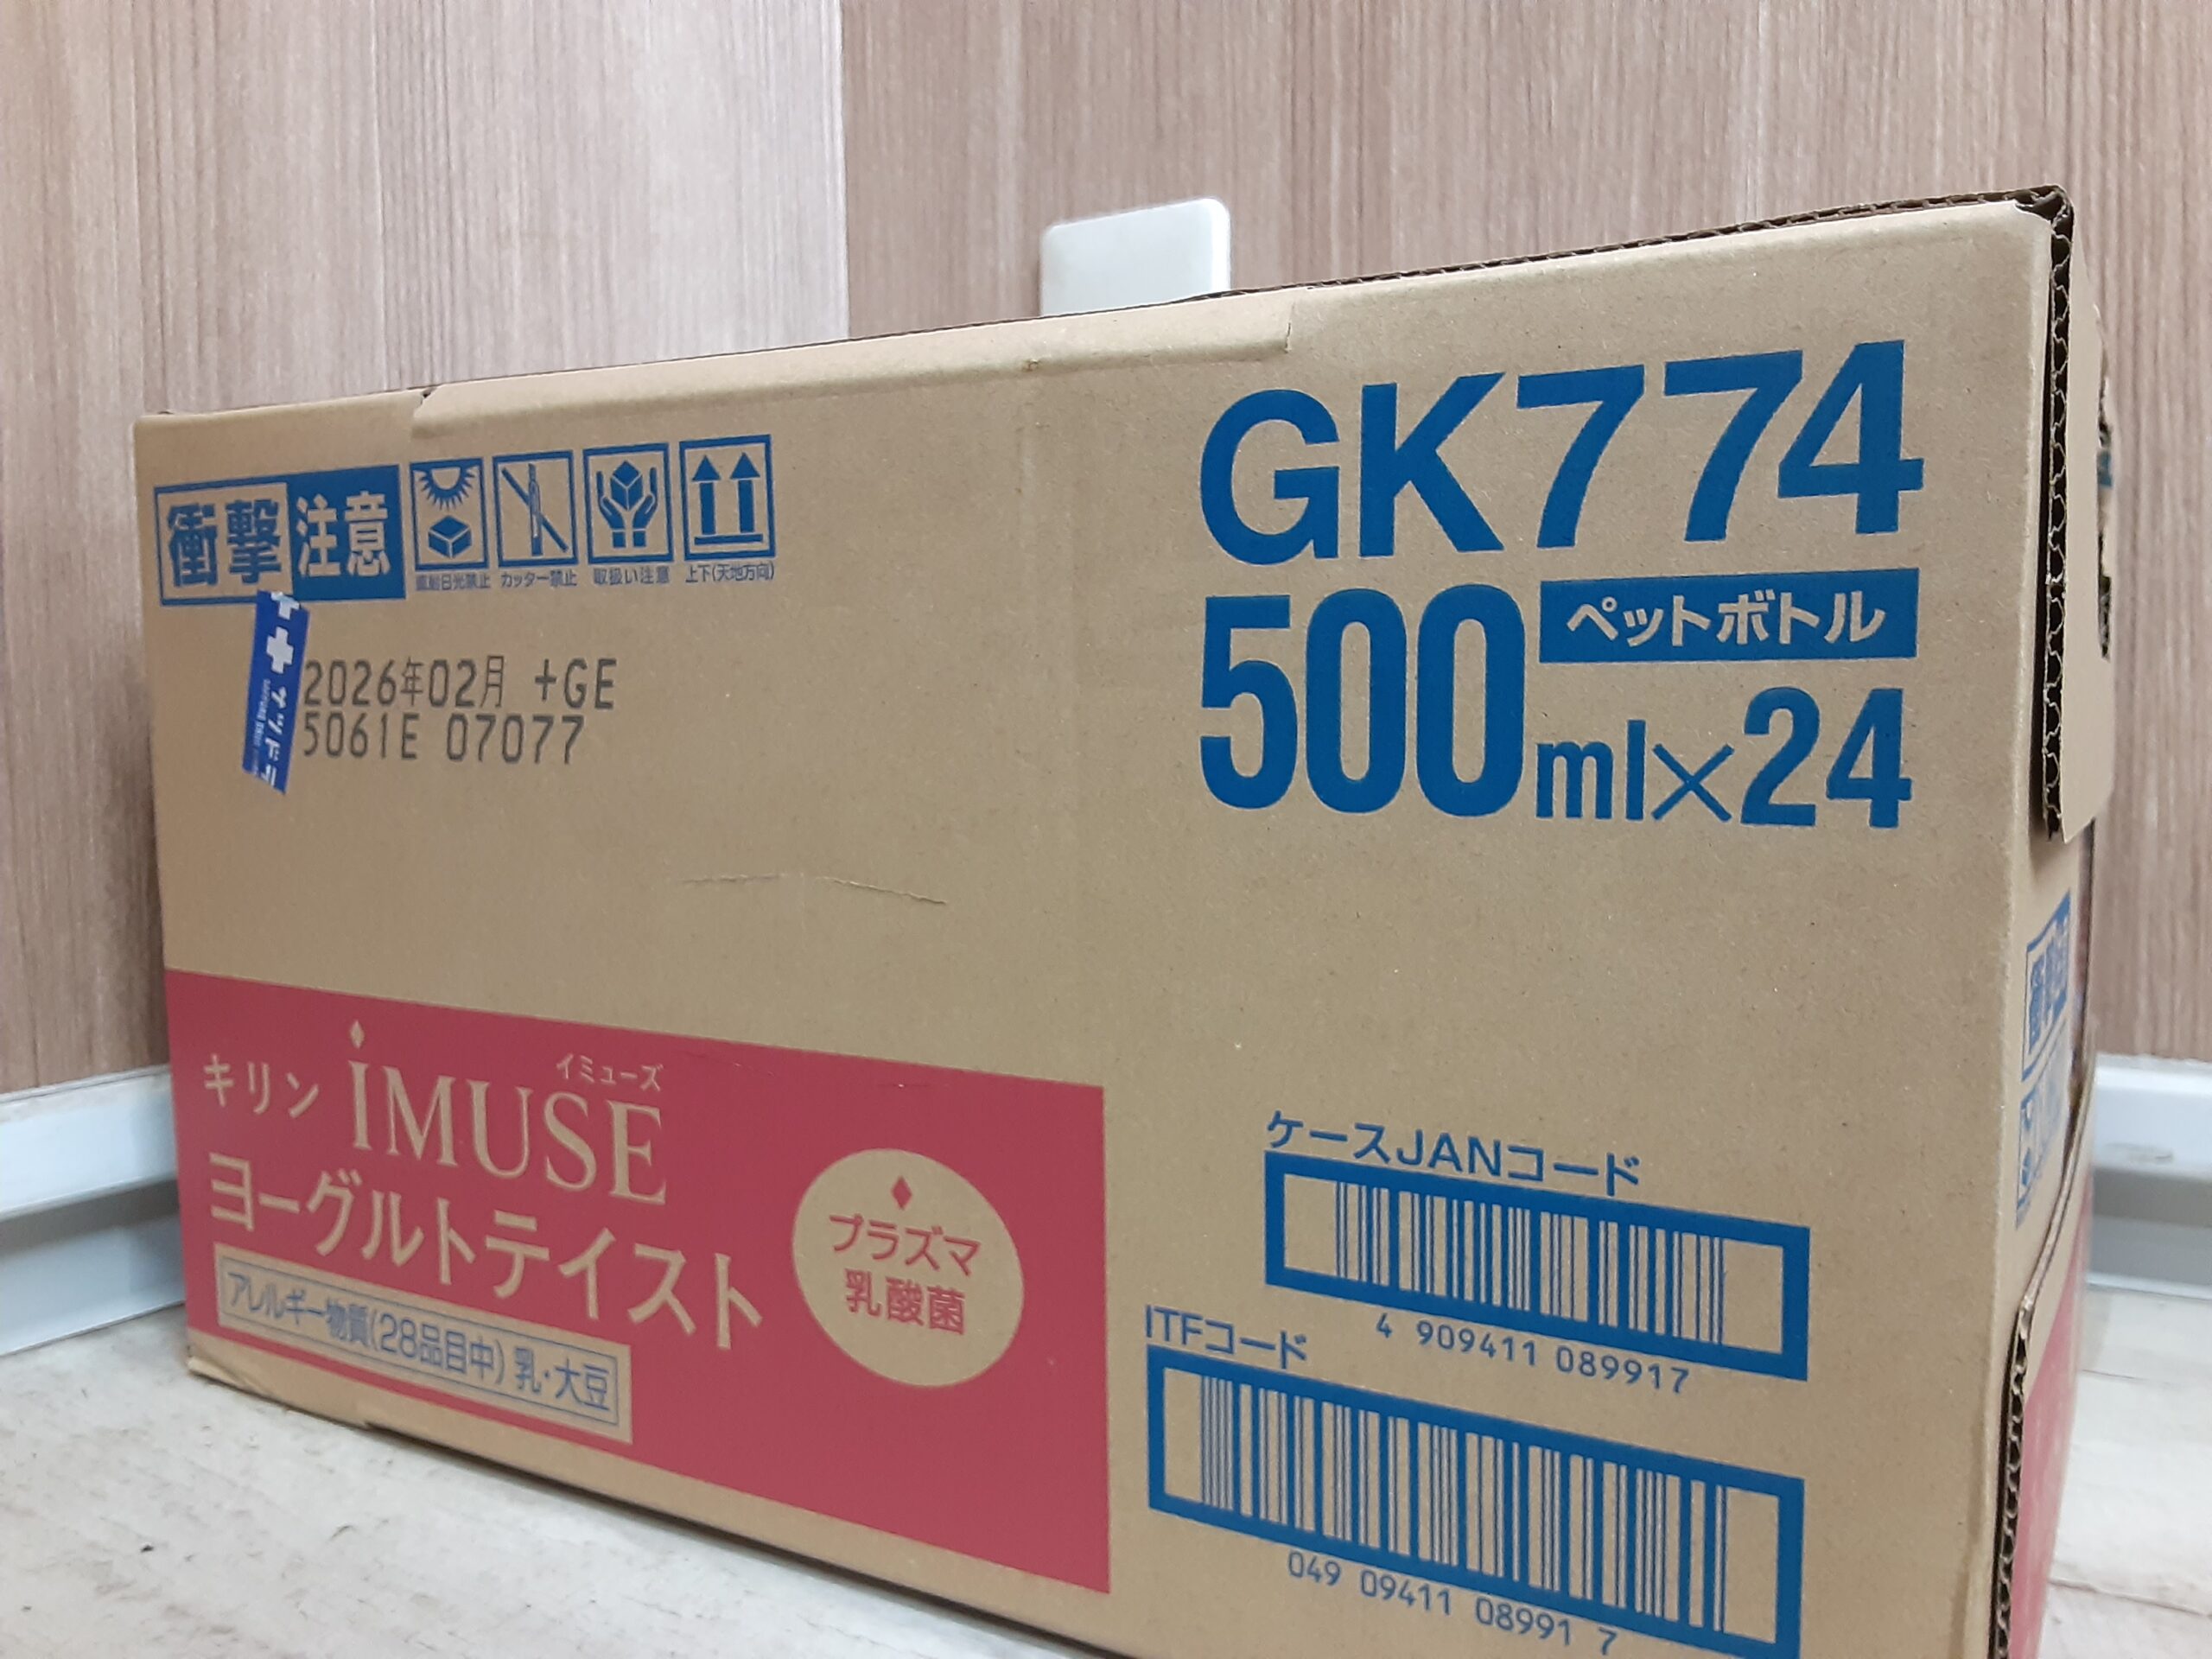 衝撃注意
直射日光禁止 カッター禁止 取扱い注意 上下(天地方向)
GK774
500ml×24 ペットボトル
2026年02月 +GE
5061E 07077
キリン iMUSE イミューズ
ヨーグルトテイスト
プラズマ
乳酸菌
アレルギー物質(28品目中) 乳・大豆
ケースJANコード
4 909411 089917
ITFコード
049 09411 08991 7